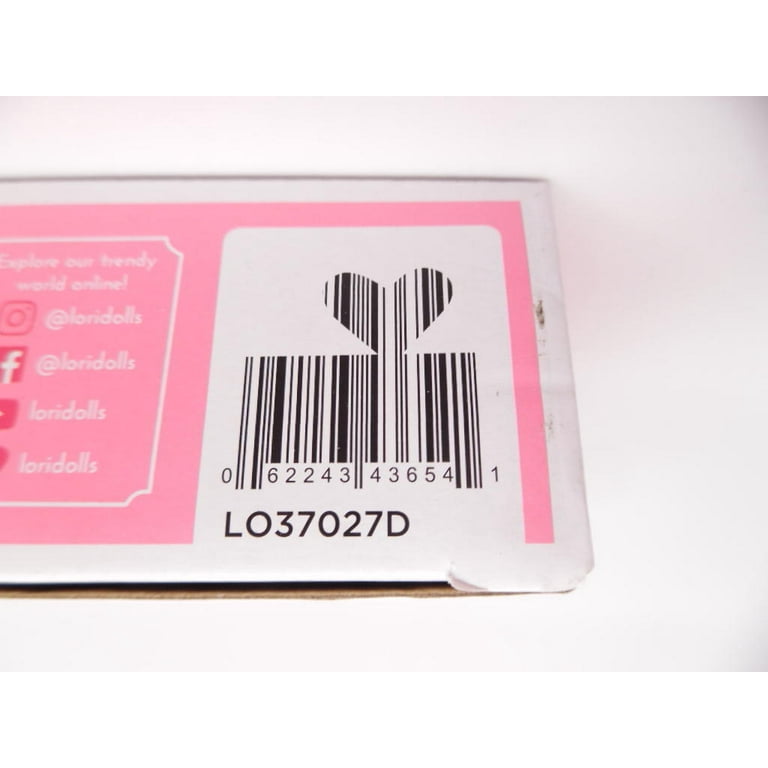 Explore our trendy
world online!
@loridolls
@loridolls
loridolls
loridolls
0 62243 43654 1
LO37027D